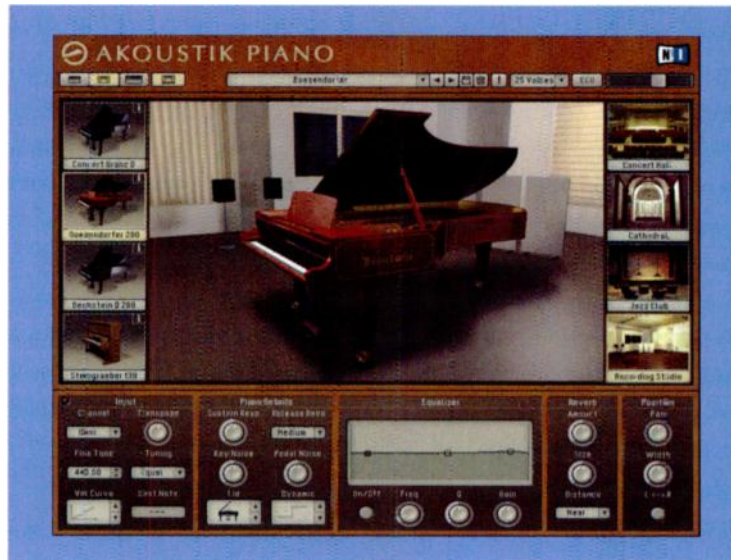 AKOUSTIK PIANO
NI
Boesendorfer
25 Voices
Concert Grand D
Boesendorfer 290
Bechstein D 280
Steingraeber 130
Concert Hall
Cathedral
Jazz Club
Recording Studio
Input
Channel Transpose
Omni
Fine Tune Tuning
440.00 Equal
Vel Curve Last Note
Piano Details
Sustain Reso Release Reso
Medium
Key Noise Pedal Noise
Lid Dynamic
Equalizer
On/Off Freq Q Gain
Reverb
Amount
Size
Distance
Near
Position
Pan
Width
L<->R